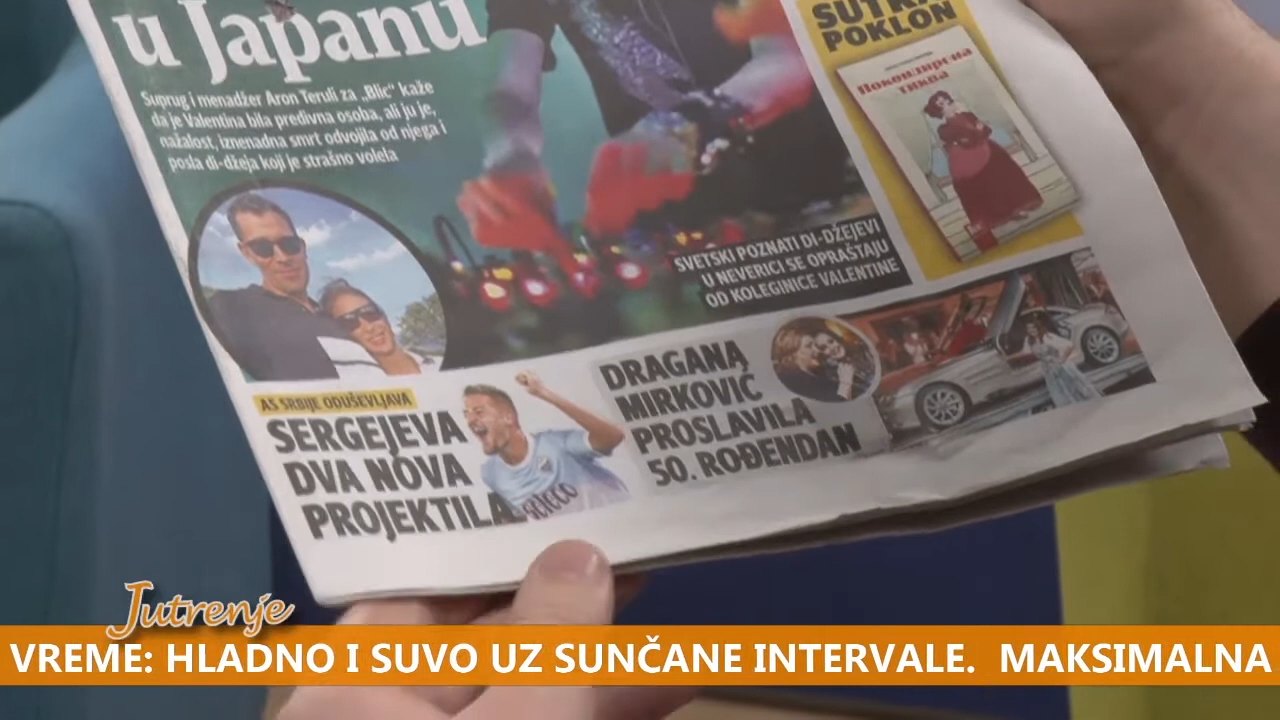 u Japanu
Suprug i menadžer Aron Teruli za „Blic“ kaže
da je Valentina bila predivna osoba, ali ju je,
nažalost, iznenadna smrt odvojila od njega i
posla di-džeja koji je strašno volela
SUTRA
POKLON
Покондирена
тиква
SVETSKI POZNATI DI-DŽEJEVI
U NEVERICI SE OPRAŠTAJU
OD KOLEGINICE VALENTINE
AS SRBIJE ODUŠEVLJAVA
SERGEJEVA
DVA NOVA
PROJEKTILA
DRAGANA
MIRKOVIĆ
PROSLAVILA
50. ROĐENDAN
Jutrenje
VREME: HLADNO I SUVO UZ SUNČANE INTERVALE. MAKSIMALNA